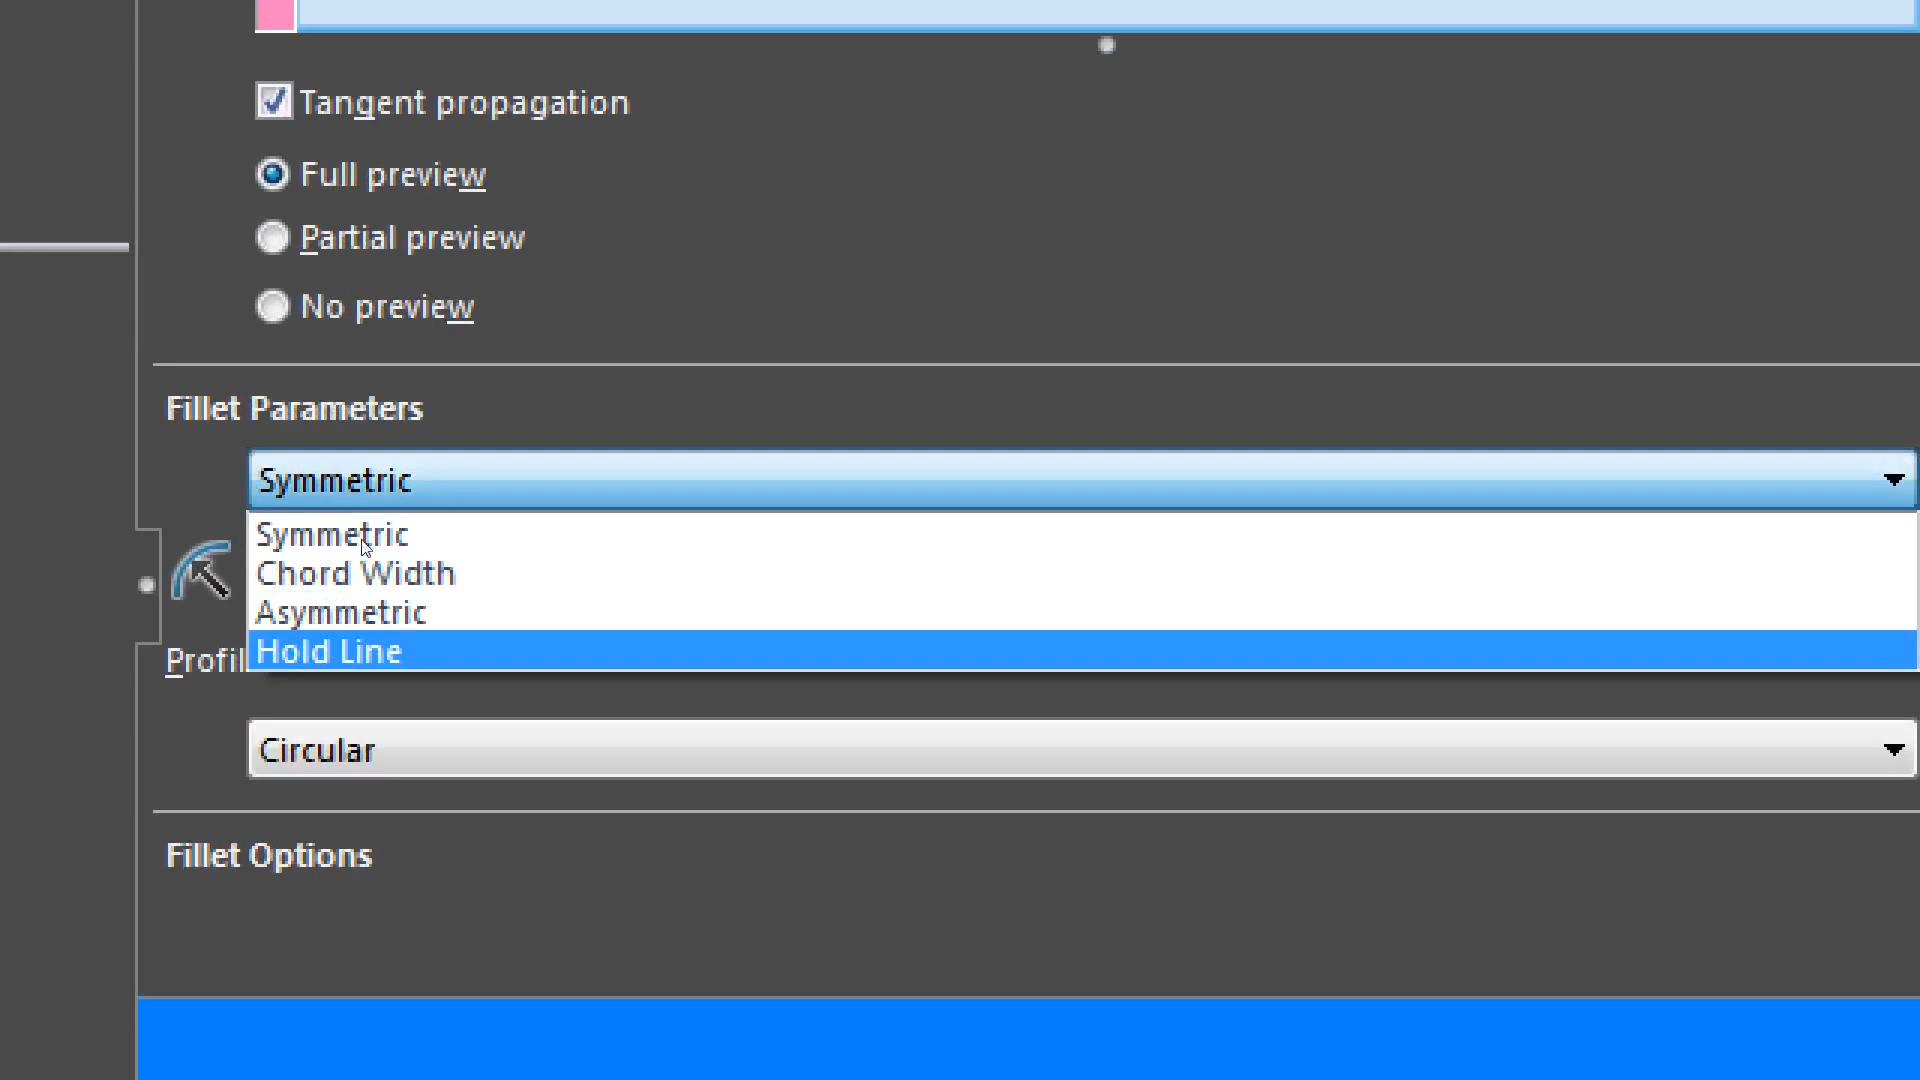 Tangent propagation
Full preview
Partial preview
No preview
Fillet Parameters
Symmetric
Symmetric
Chord Width
Asymmetric
Hold Line
Profil
Circular
Fillet Options